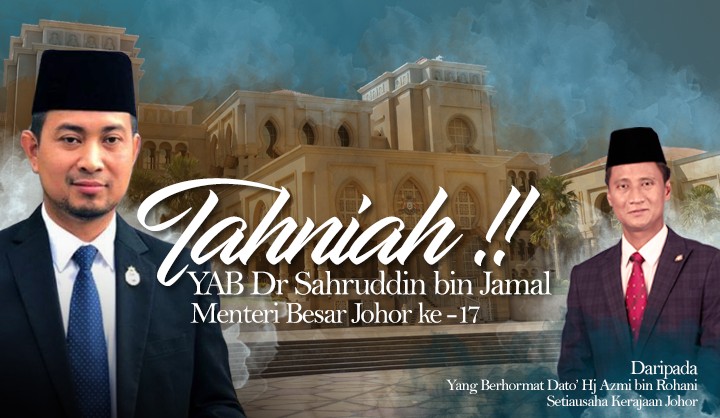 Tahniah !!
YAB Dr Sahruddin bin Jamal
Menteri Besar Johor ke -17
Daripada
Yang Berhormat Dato' Hj Azmi bin Rohani
Setiausaha Kerajaan Johor